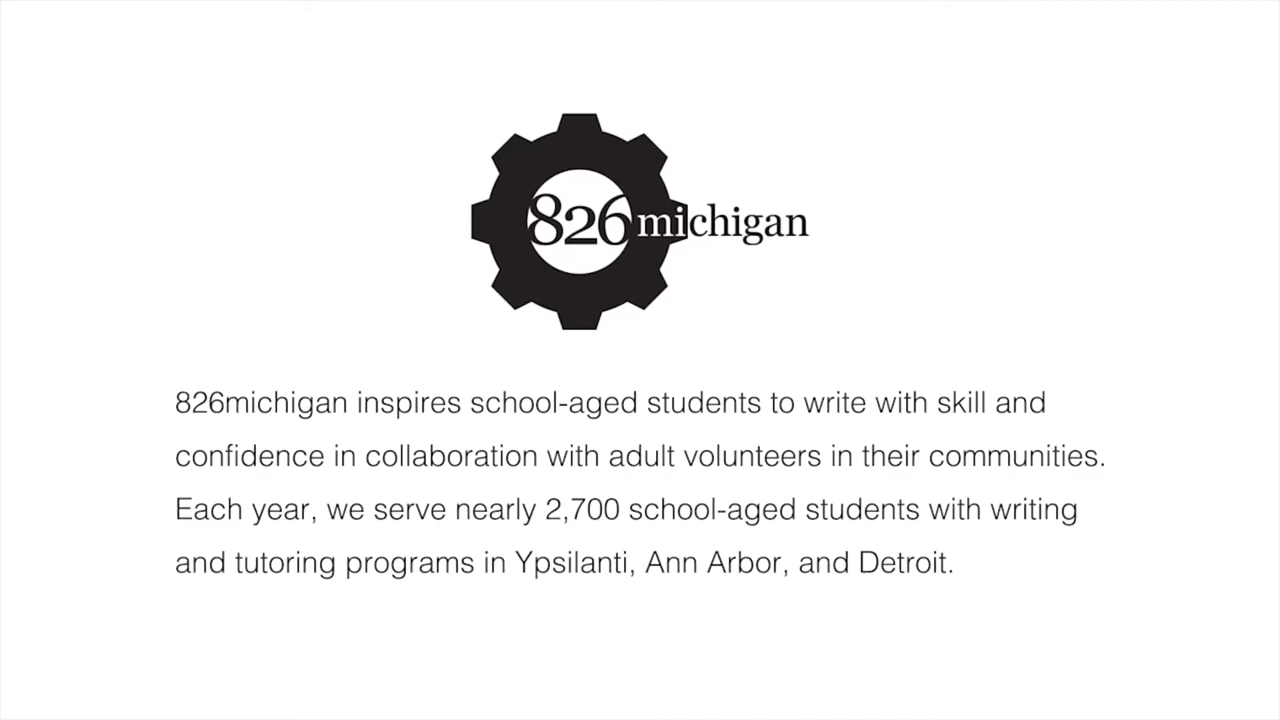 826michigan
826michigan inspires school-aged students to write with skill and
confidence in collaboration with adult volunteers in their communities.
Each year, we serve nearly 2,700 school-aged students with writing
and tutoring programs in Ypsilanti, Ann Arbor, and Detroit.